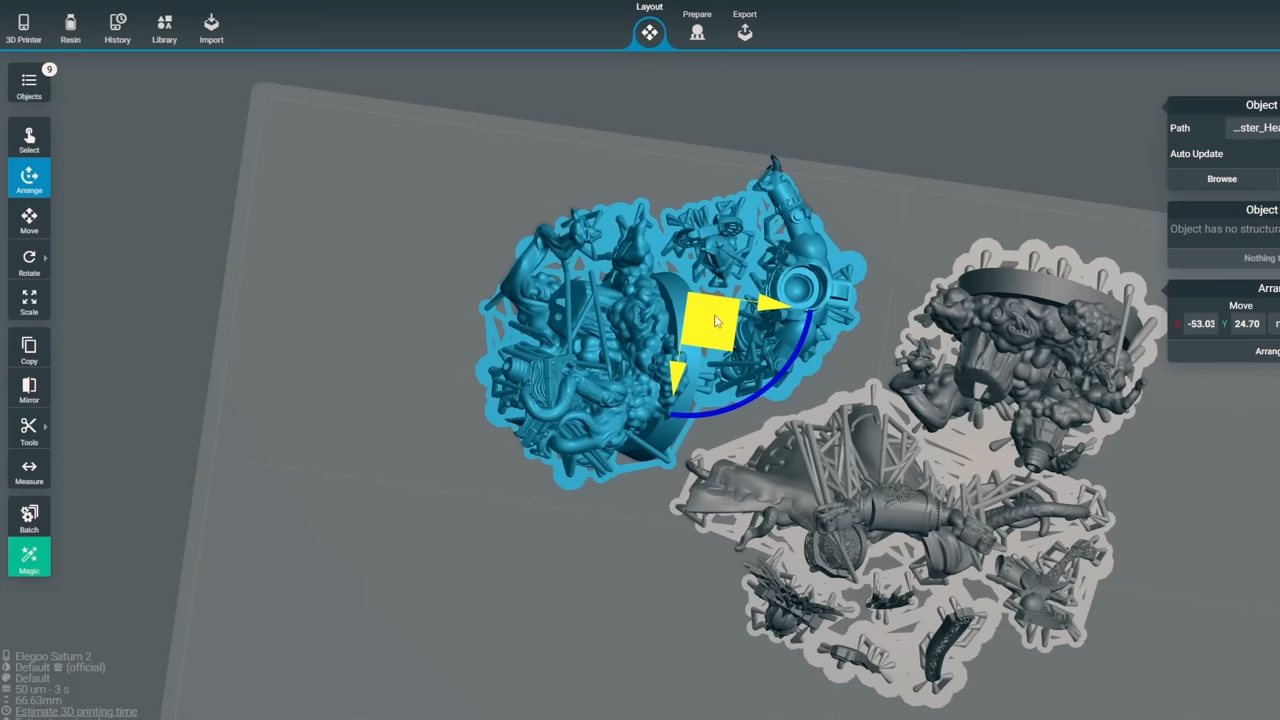 Layout
Prepare
Export
3D Printer
Resin
History
Library
Import
9
Objects
Select
Arrange
Move
Rotate
Scale
Copy
Mirror
Tools
Measure
Batch
Magic
Object
Path
...ster_Hea
Auto Update
Browse
Object
Object has no structura
Nothing t
Arran
Move
X -53.03 Y 24.70
Arrang
Elegoo Saturn 2
Default (official)
Default
50 um - 3 s
66.63mm
Estimate 3D printing time